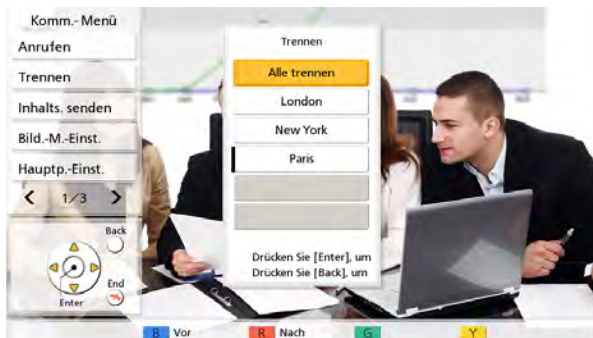 Komm.- Menü
Anrufen
Trennen
Inhalts. senden
Bild.-M.-Einst.
Hauptp.-Einst.
1/3
Back
End
Enter
Trennen
Alle trennen
London
New York
Paris
Drücken Sie [Enter], um
Drücken Sie [Back], um
B Vor
R Nach
G
Y